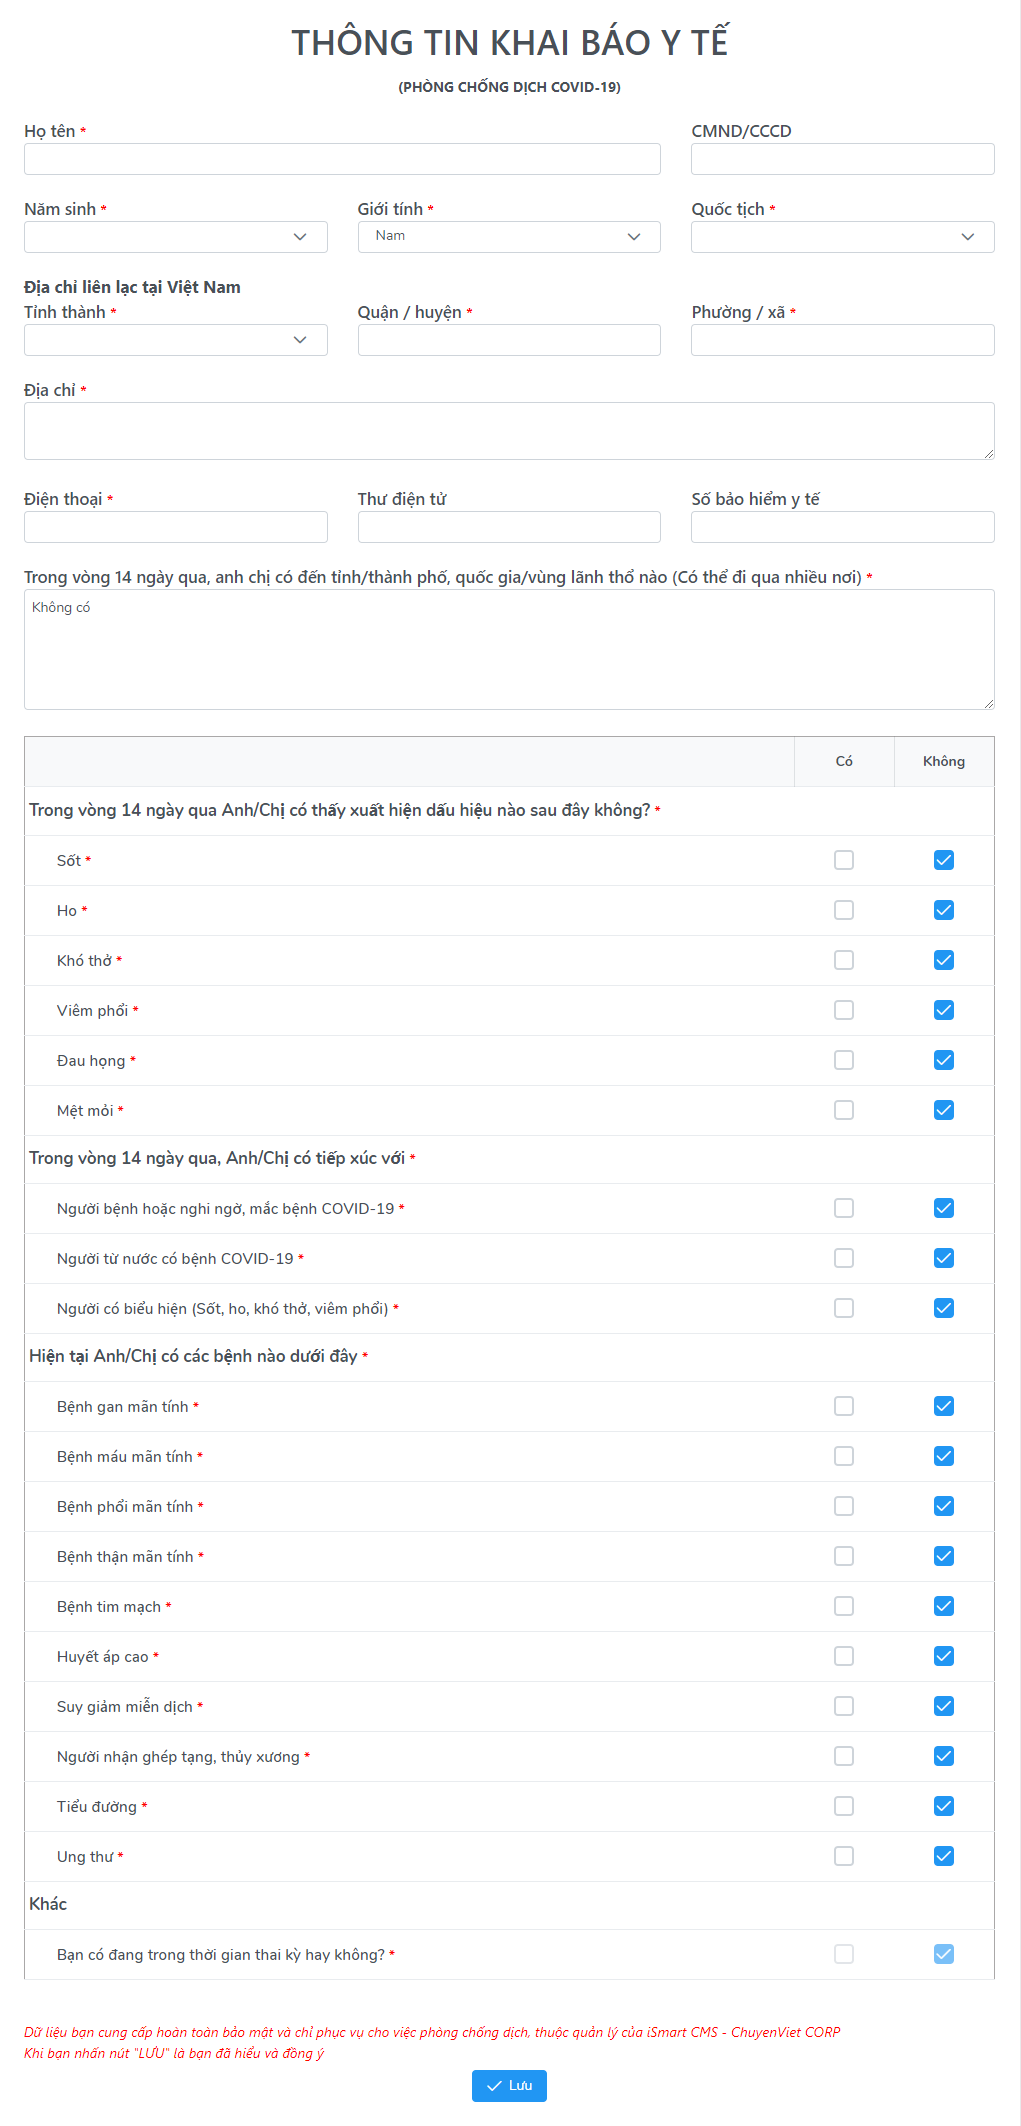 THÔNG TIN KHAI BÁO Y TẾ
(PHÒNG CHỐNG DỊCH COVID-19)
Họ tên * CMND/CCCD
Năm sinh * Giới tính * Quốc tịch *
Nam
Địa chỉ liên lạc tại Việt Nam
Tỉnh thành * Quận / huyện * Phường / xã *
Địa chỉ *
Điện thoại * Thư điện tử Số bảo hiểm y tế
Trong vòng 14 ngày qua, anh chị có đến tỉnh/thành phố, quốc gia/vùng lãnh thổ nào (Có thể đi qua nhiều nơi) *
Không có
Có Không
Trong vòng 14 ngày qua Anh/Chị có thấy xuất hiện dấu hiệu nào sau đây không? *
Sốt *
Ho *
Khó thở *
Viêm phổi *
Đau họng *
Mệt mỏi *
Trong vòng 14 ngày qua, Anh/Chị có tiếp xúc với *
Người bệnh hoặc nghi ngờ, mắc bệnh COVID-19 *
Người từ nước có bệnh COVID-19 *
Người có biểu hiện (Sốt, ho, khó thở, viêm phổi) *
Hiện tại Anh/Chị có các bệnh nào dưới đây *
Bệnh gan mãn tính *
Bệnh máu mãn tính *
Bệnh phổi mãn tính *
Bệnh thận mãn tính *
Bệnh tim mạch *
Huyết áp cao *
Suy giảm miễn dịch *
Người nhận ghép tạng, thủy xương *
Tiểu đường *
Ung thư *
Khác
Bạn có đang trong thời gian thai kỳ hay không? *
Dữ liệu bạn cung cấp hoàn toàn bảo mật và chỉ phục vụ cho việc phòng chống dịch, thuộc quản lý của iSmart CMS - ChuyenViet CORP
Khi bạn nhấn nút "LƯU" là bạn đã hiểu và đồng ý
Lưu